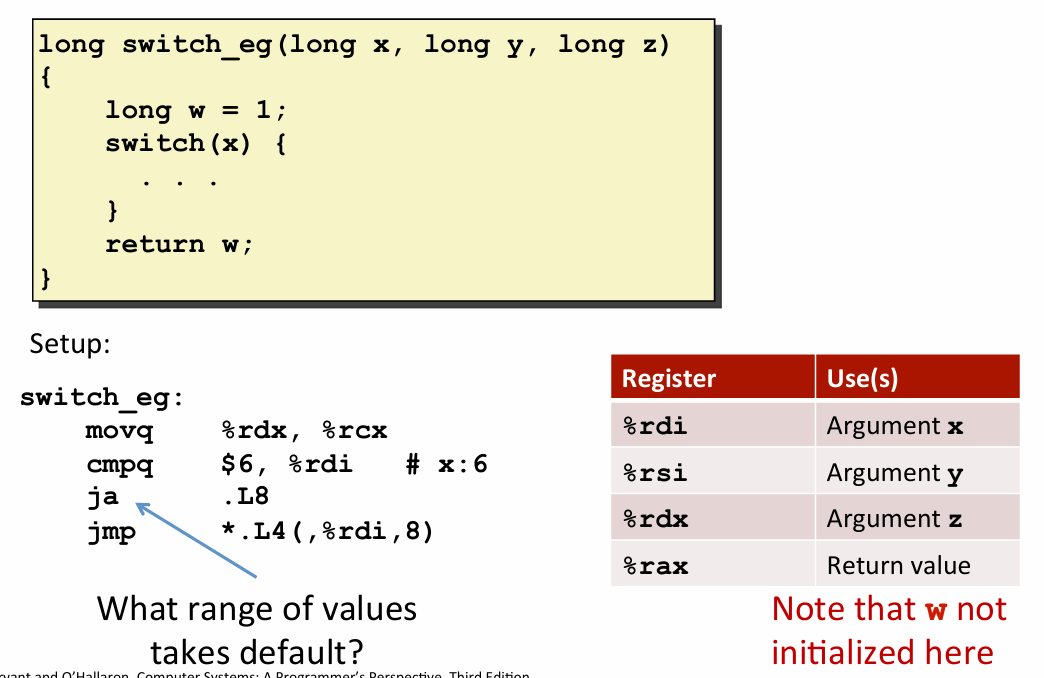 long switch_eg(long x, long y, long z)
{
    long w = 1;
    switch(x) {
      . . .
    }
    return w;
}
Setup:
switch_eg:
    movq    %rdx, %rcx
    cmpq    $6, %rdi   # x:6
    ja      .L8
    jmp     *.L4(,%rdi,8)
What range of values
takes default?
Register Use(s)
%rdi Argument x
%rsi Argument y
%rdx Argument z
%rax Return value
Note that w not
initialized here
and O'Hallaron, Computer Systems: A Programmer's Perspective, Third Edition